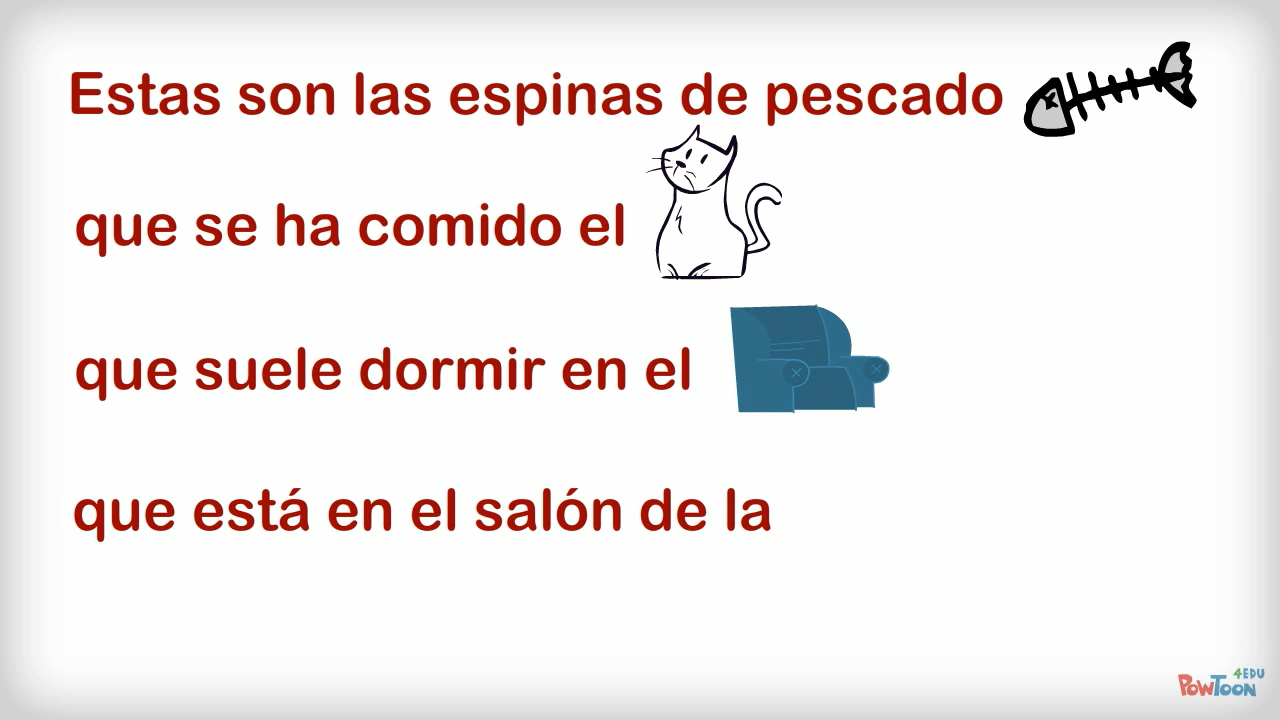 Estas son las espinas de pescado
que se ha comido el
que suele dormir en el
que está en el salón de la
4EDU
POWTOON